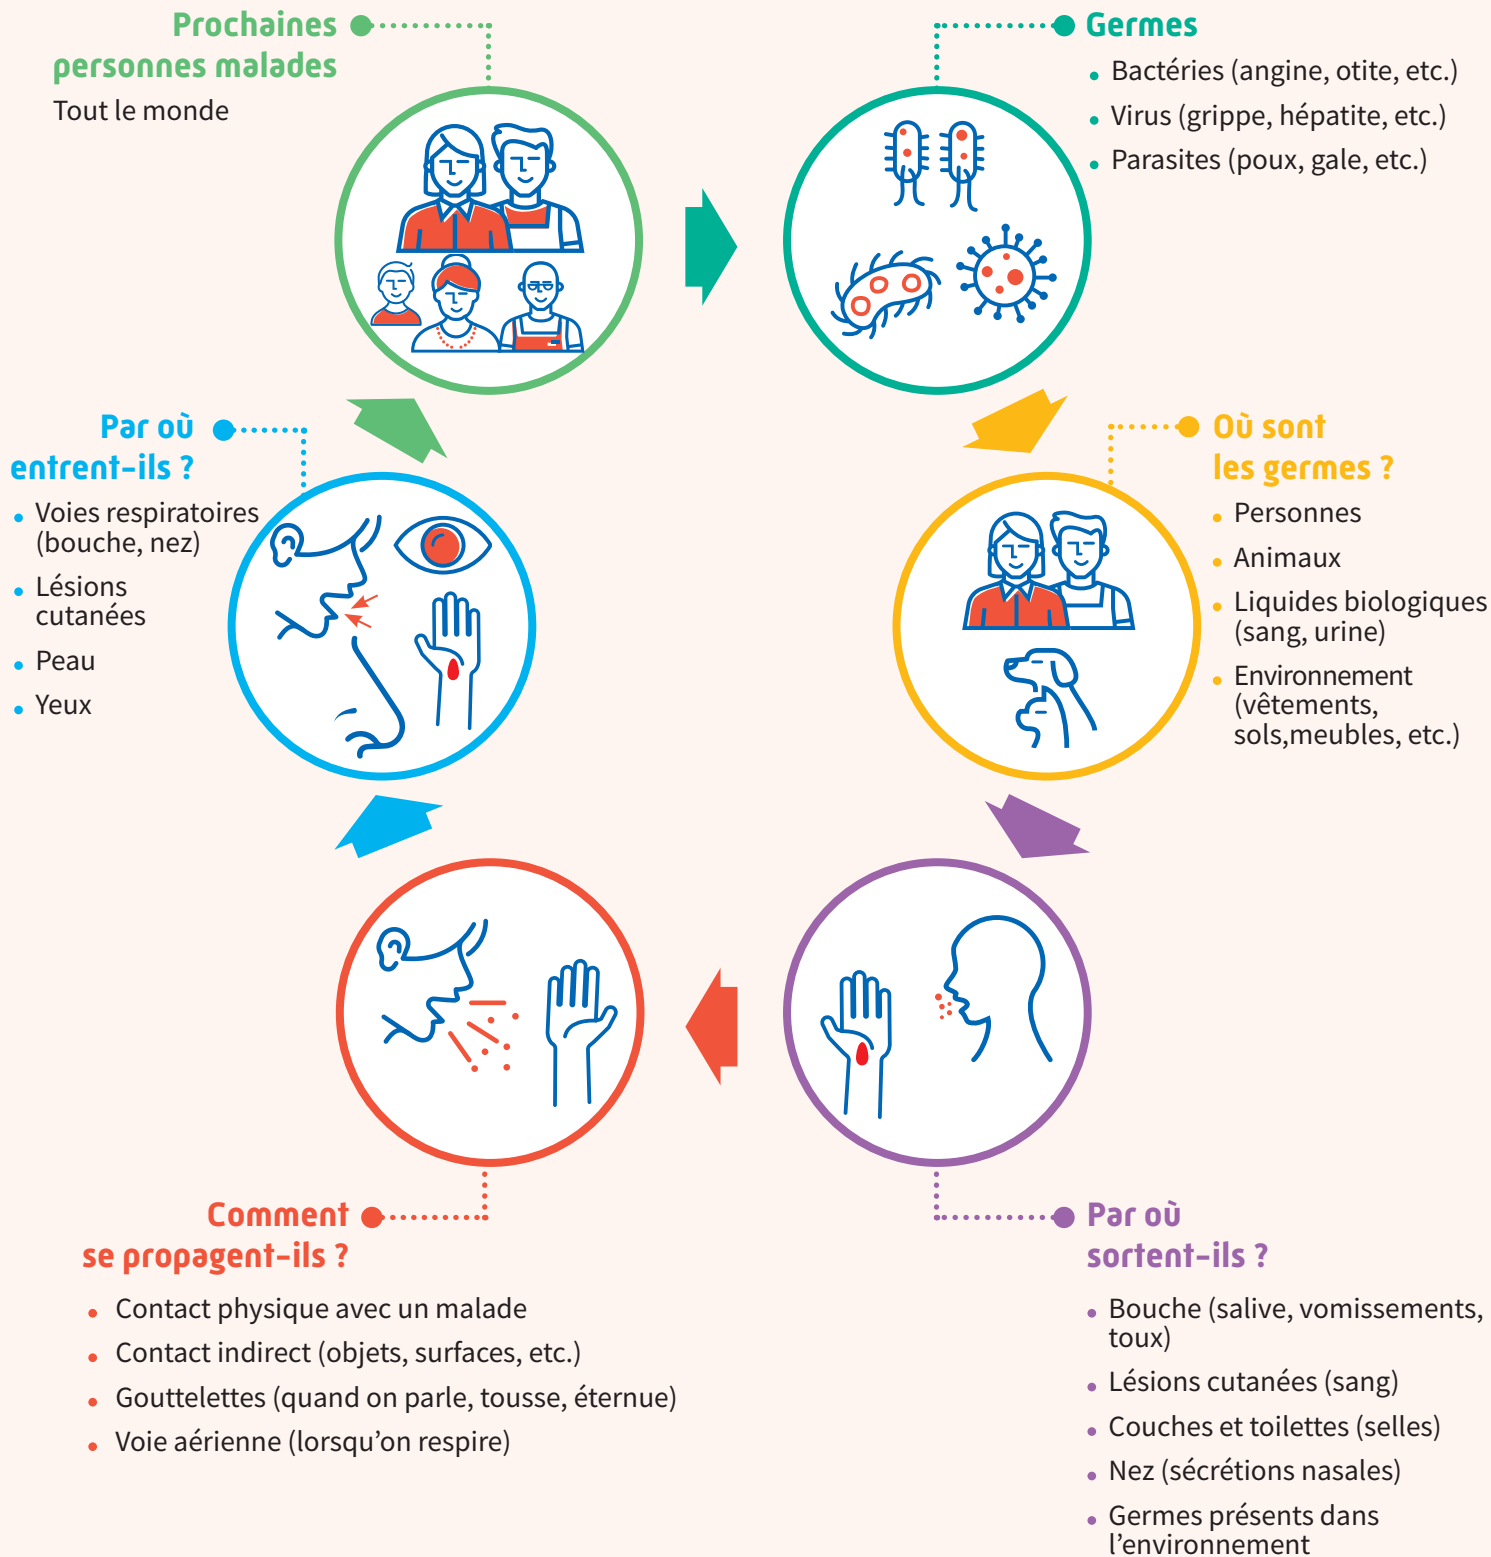 Prochaines
personnes malades
Tout le monde
Germes
Bactéries (angine, otite, etc.)
Virus (grippe, hépatite, etc.)
Parasites (poux, gale, etc.)
Où sont
les germes ?
Personnes
Animaux
Liquides biologiques
(sang, urine)
Environnement
(vêtements,
sols,meubles, etc.)
Par où
sortent-ils ?
Bouche (salive, vomissements,
toux)
Lésions cutanées (sang)
Couches et toilettes (selles)
Nez (sécrétions nasales)
Germes présents dans
l'environnement
Comment
se propagent-ils ?
Contact physique avec un malade
Contact indirect (objets, surfaces, etc.)
Gouttelettes (quand on parle, tousse, éternue)
Voie aérienne (lorsqu'on respire)
Par où
entrent-ils ?
Voies respiratoires
(bouche, nez)
Lésions
cutanées
Peau
Yeux